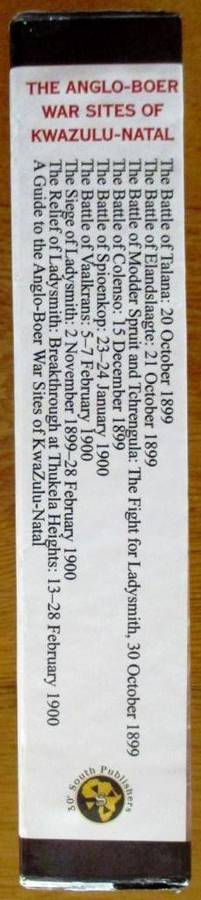 THE ANGLO-BOER
WAR SITES OF
KWAZULU-NATAL
The Battle of Talana: 20 October 1899
The Battle of Elandslaagte: 21 October 1899
The Battle of Modder Spruit and Tchrengula: The Fight for Ladysmith, 30 October 1899
The Battle of Colenso: 15 December 1899
The Battle of Spioenkop: 23–24 January 1900
The Battle of Vaalkrans: 5–7 February 1900
The Siege of Ladysmith: 2 November 1899–28 February 1900
The Relief of Ladysmith: Breakthrough at Thukela Heights: 13–28 February 1900
A Guide to the Anglo-Boer War Sites of KwaZulu-Natal
30° South Publishers